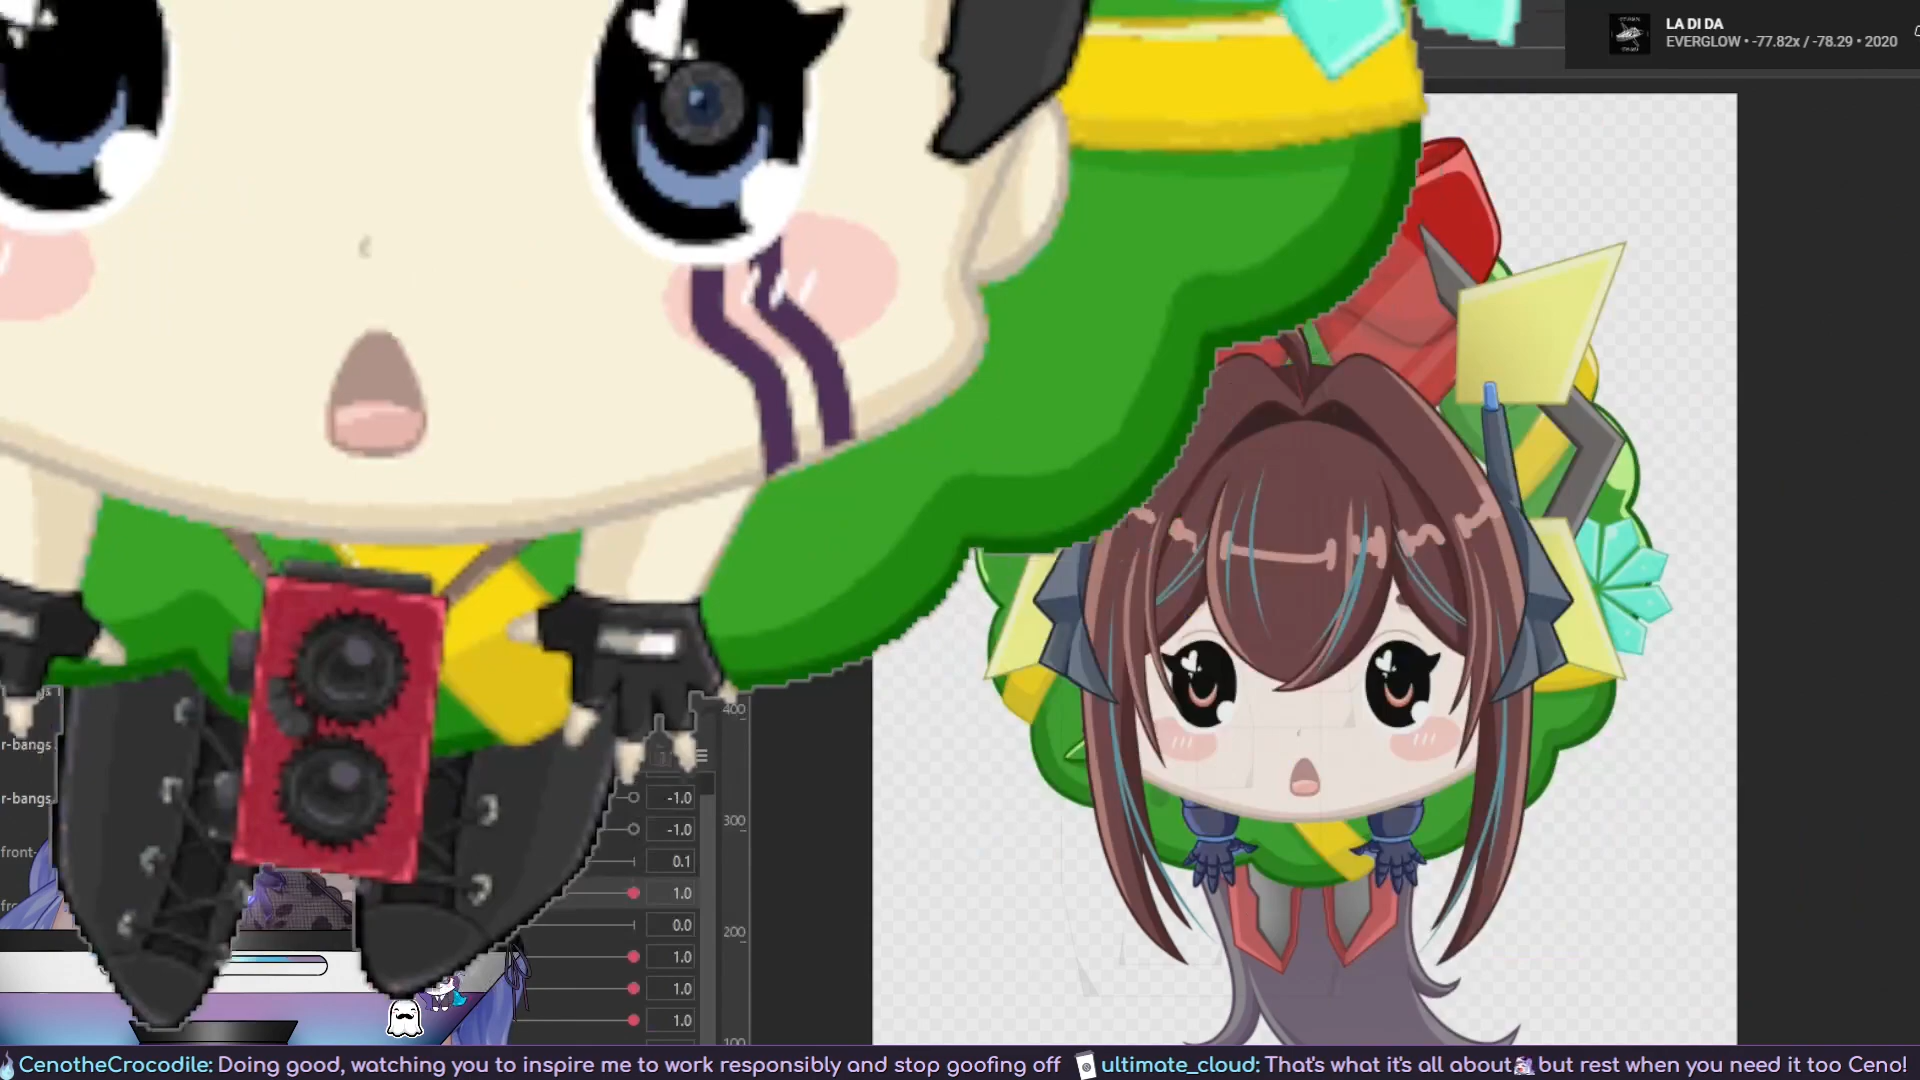 LA DI DA
EVERGLOW • -77.82x / -78.29 • 2020
400
r-bangs
-1.0
r-bangs
300
-1.0
front-
0.1
1.0
0.0
200
1.0
1.0
1.0
CenotheCrocodile: Doing good, watching you to inspire me to work responsibly and stop goofing off ultimate_cloud: That's what it's all about but rest when you need it too Ceno!